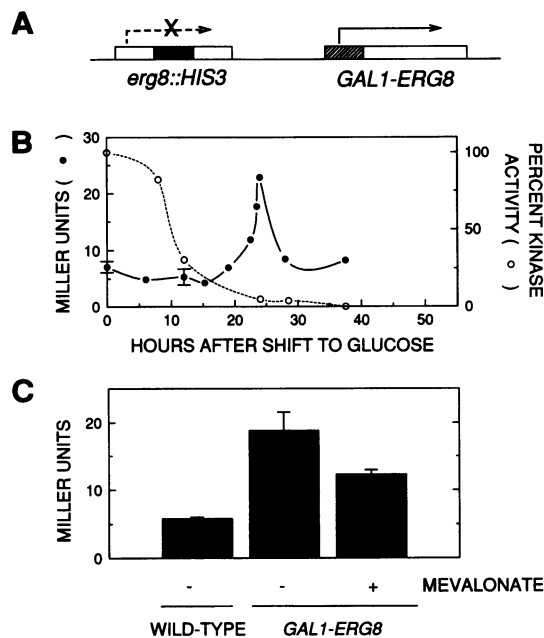 A
X
erg8::HIS3 GAL1-ERG8
B
MILLER UNITS ( • )
30
20
10
0
100
50
0
PERCENT KINASE
ACTIVITY ( o )
0 10 20 30 40 50
HOURS AFTER SHIFT TO GLUCOSE
C
MILLER UNITS
20
10
0
- - + MEVALONATE
WILD-TYPE GAL1-ERG8